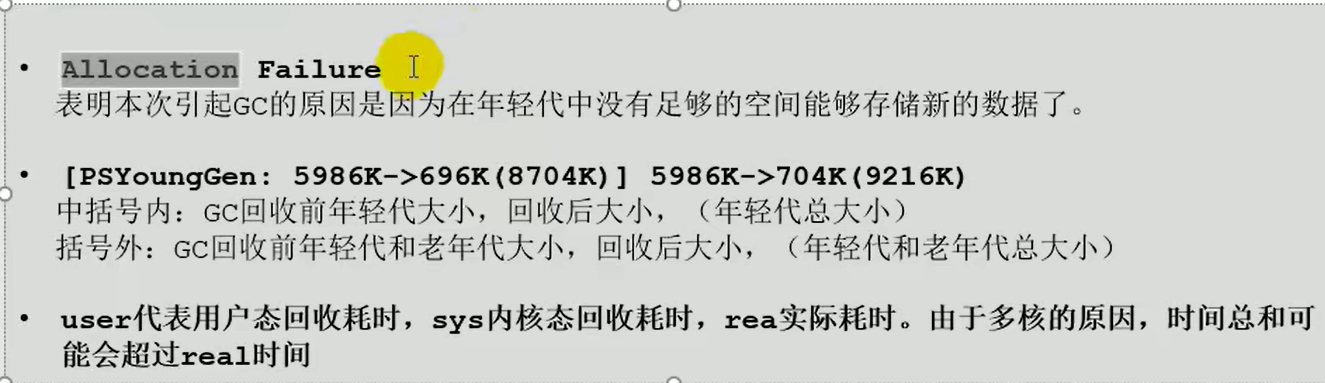 • Allocation Failure
表明本次引起GC的原因是因为在年轻代中没有足够的空间能够存储新的数据了。
• [PSYoungGen: 5986K->696K(8704K)] 5986K->704K(9216K)
中括号内：GC回收前年轻代大小，回收后大小，（年轻代总大小）
括号外：GC回收前年轻代和老年代大小，回收后大小，（年轻代和老年代总大小）
• user代表用户态回收耗时，sys内核态回收耗时，rea实际耗时。由于多核的原因，时间总和可
能会超过real时间